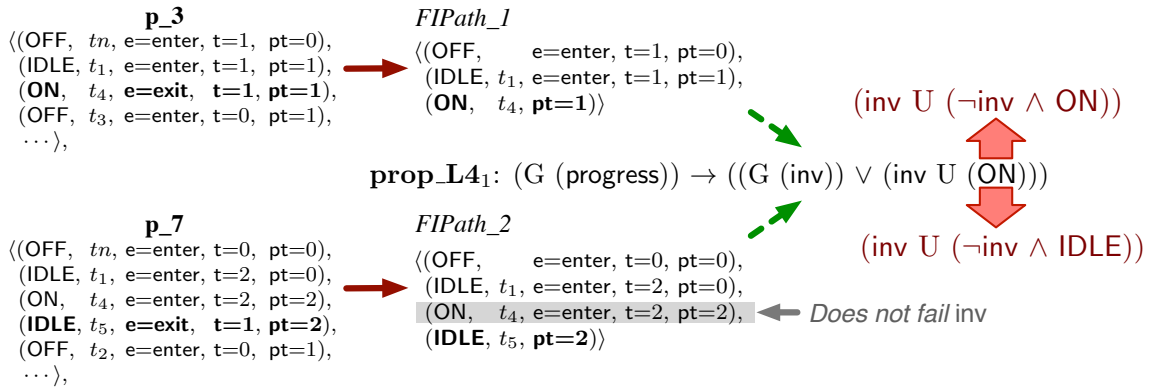 p_3
⟨(OFF, tn, e=enter, t=1, pt=0),
(IDLE, t₁, e=enter, t=1, pt=1),
(ON, t₄, e=exit, t=1, pt=1),
(OFF, t₃, e=enter, t=0, pt=1),
⋯⟩,
FIPath_1
⟨(OFF, e=enter, t=1, pt=0),
(IDLE, t₁, e=enter, t=1, pt=1),
(ON, t₄, pt=1)⟩
(inv U (¬inv ∧ ON))
prop_L4₁: (G (progress)) → ((G (inv)) ∨ (inv U (ON)))
(inv U (¬inv ∧ IDLE))
p_7
⟨(OFF, tn, e=enter, t=0, pt=0),
(IDLE, t₁, e=enter, t=2, pt=0),
(ON, t₄, e=enter, t=2, pt=2),
(IDLE, t₅, e=exit, t=1, pt=2),
(OFF, t₂, e=enter, t=0, pt=1),
⋯⟩,
FIPath_2
⟨(OFF, e=enter, t=0, pt=0),
(IDLE, t₁, e=enter, t=2, pt=0),
(ON, t₄, e=enter, t=2, pt=2),
(IDLE, t₅, pt=2)⟩
Does not fail inv